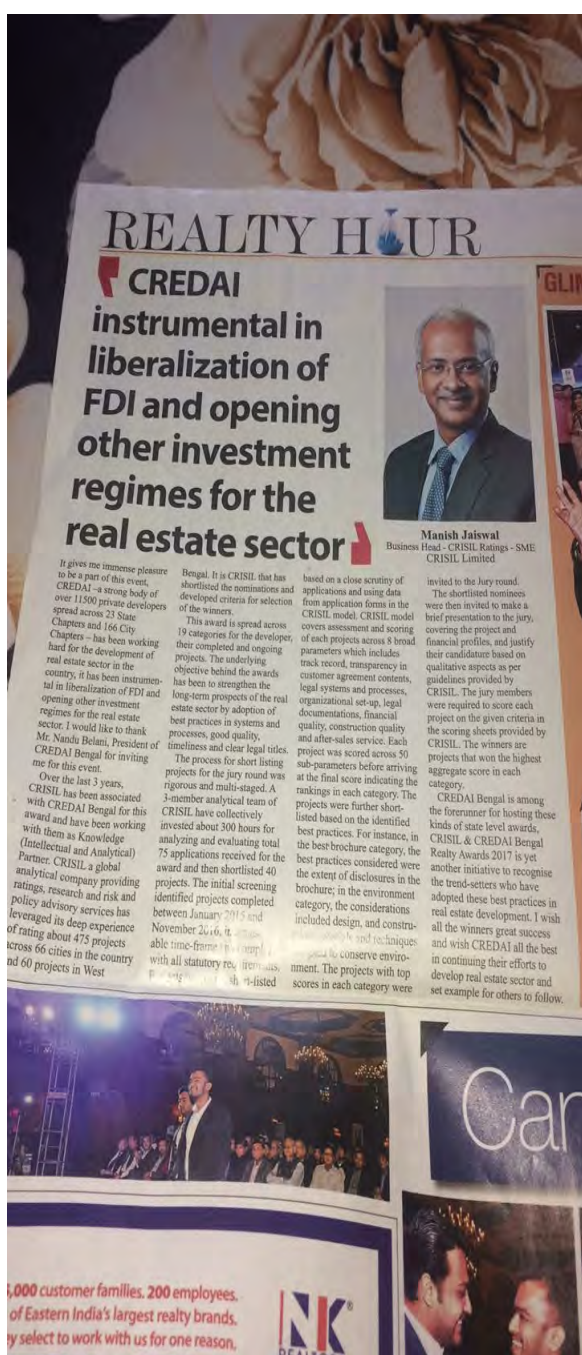 REALTY HOUR
CREDAI
instrumental in
liberalization of
FDI and opening
other investment
regimes for the
real estate sector
Manish Jaiswal
Business Head - CRISIL Ratings - SME
CRISIL Limited
It gives me immense pleasure
to be a part of this event,
CREDAI – a strong body of
over 11500 private developers
spread across 23 State
Chapters and 166 City
Chapters – has been working
hard for the development of
real estate sector in the
country, it has been instrumen-
tal in liberalization of FDI and
opening other investment
regimes for the real estate
sector. I would like to thank
Mr. Nandu Belani, President of
CREDAI Bengal for inviting
me for this event.
Over the last 3 years,
CRISIL has been associated
with CREDAI Bengal for this
award and have been working
with them as Knowledge
(Intellectual and Analytical)
Partner. CRISIL a global
analytical company providing
ratings, research and risk and
policy advisory services has
leveraged its deep experience
of rating about 475 projects
across 66 cities in the country
nd 60 projects in West
Bengal. It is CRISIL that has
shortlisted the nominations and
developed criteria for selection
of the winners.
This award is spread across
19 categories for the developer,
their completed and ongoing
projects. The underlying
objective behind the awards
has been to strengthen the
long-term prospects of the real
estate sector by adoption of
best practices in systems and
processes, good quality,
timeliness and clear legal titles.
The process for short listing
projects for the jury round was
rigorous and multi-staged. A
3-member analytical team of
CRISIL have collectively
invested about 300 hours for
analyzing and evaluating total
75 applications received for the
award and then shortlisted 40
projects. The initial screening
identified projects completed
between January 2015 and
November 2016,
able time-frame
with all statutory
-listed
based on a close scrutiny of
applications and using data
from application forms in the
CRISIL model. CRISIL model
covers assessment and scoring
of each projects across 8 broad
parameters which includes
track record, transparency in
customer agreement contents,
legal systems and processes,
organizational set-up, legal
documentations, financial
quality, construction quality
and after-sales service. Each
project was scored across 50
sub-parameters before arriving
at the final score indicating the
rankings in each category. The
projects were further short-
listed based on the identified
best practices. For instance, in
the best brochure category, the
best practices considered were
the extent of disclosures in the
brochure; in the environment
category, the considerations
included design, and constru-
and techniques
to conserve enviro-
nment. The projects with top
scores in each category were
invited to the Jury round.
The shortlisted nominees
were then invited to make a
brief presentation to the jury,
covering the project and
financial profiles, and justify
their candidature based on
qualitative aspects as per
guidelines provided by
CRISIL. The jury members
were required to score each
project on the given criteria in
the scoring sheets provided by
CRISIL. The winners are
projects that won the highest
aggregate score in each
category.
CREDAI Bengal is among
the forerunner for hosting these
kinds of state level awards,
CRISIL & CREDAI Bengal
Realty Awards 2017 is yet
another initiative to recognise
the trend-setters who have
adopted these best practices in
real estate development. I wish
all the winners great success
and wish CREDAI all the best
in continuing their efforts to
develop real estate sector and
set example for others to follow.
GLI
Car
,000 customer families. 200 employees.
of Eastern India's largest realty brands.
y select to work with us for one reason,
NK®